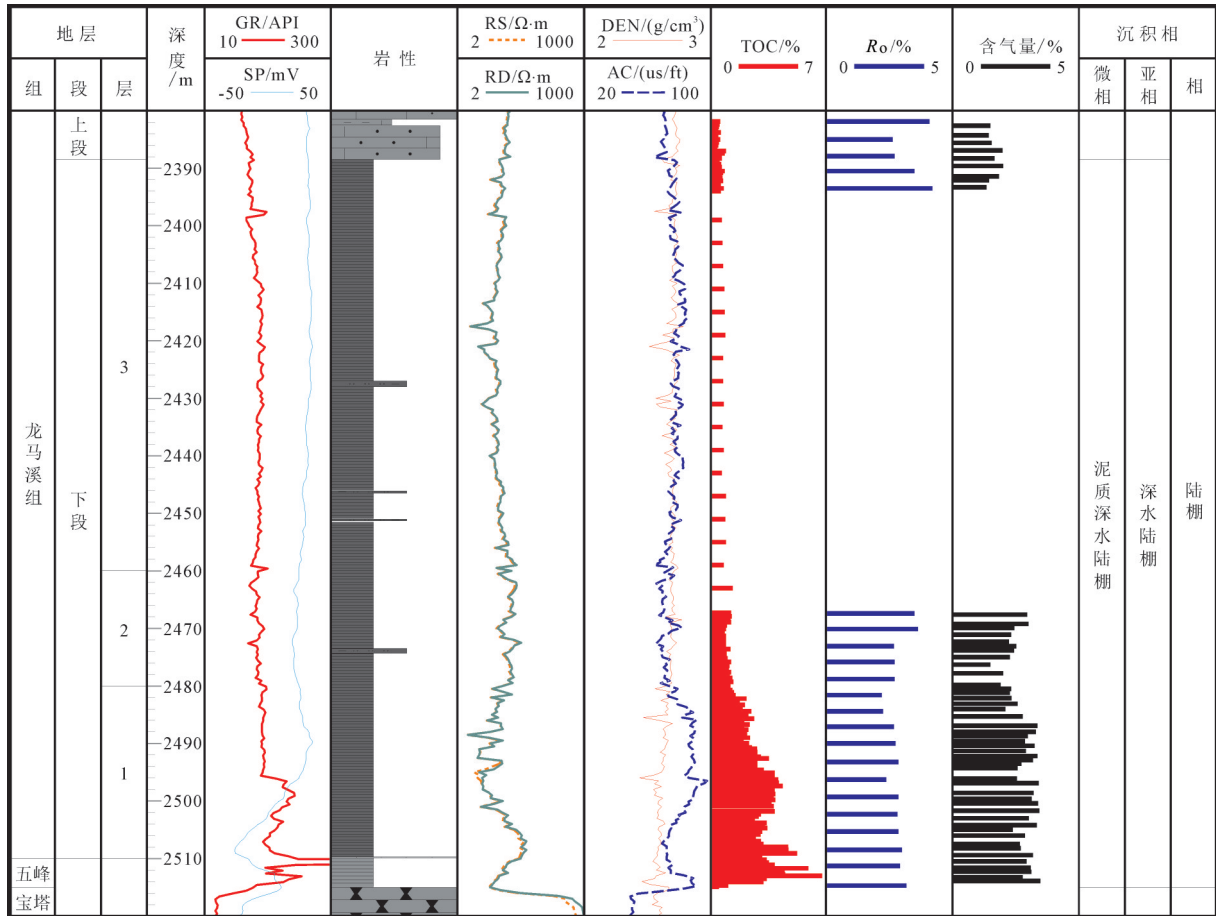 地层
组
段
层
深度/m
GR/API
10 300
SP/mV
-50 50
岩性
RS/Ω·m
2 1000
RD/Ω·m
2 1000
DEN/(g/cm³)
2 3
AC/(us/ft)
20 100
TOC/%
0 7
Ro/%
0 5
含气量/%
0 5
沉积相
微相
亚相
相
龙马溪组
五峰
宝塔
上段
下段
3
2
1
2390
2400
2410
2420
2430
2440
2450
2460
2470
2480
2490
2500
2510
泥质深水陆棚
深水陆棚
陆棚